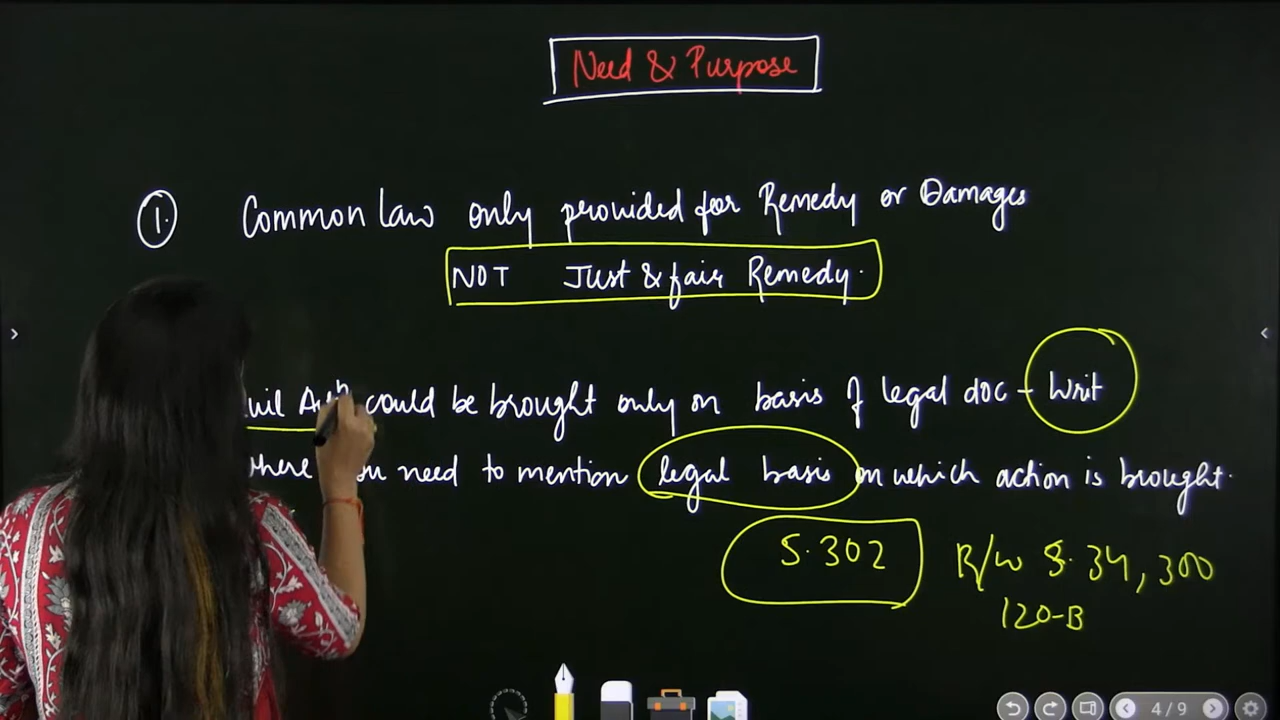 Need & Purpose
1. Common Law only provided for Remedy or Damages
NOT Just & fair Remedy.
could be brought only on basis of legal doc - Writ
need to mention legal basis on which action is brought.
S.302 R/w S. 34, 300
120-B
4/9